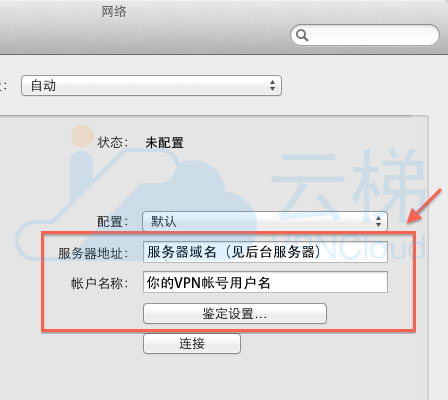 网络
自动
状态： 未配置
云梯
VPNCloud
配置： 默认
服务器地址： 服务器域名（见后台服务器）
帐户名称： 你的VPN帐号用户名
鉴定设置...
连接